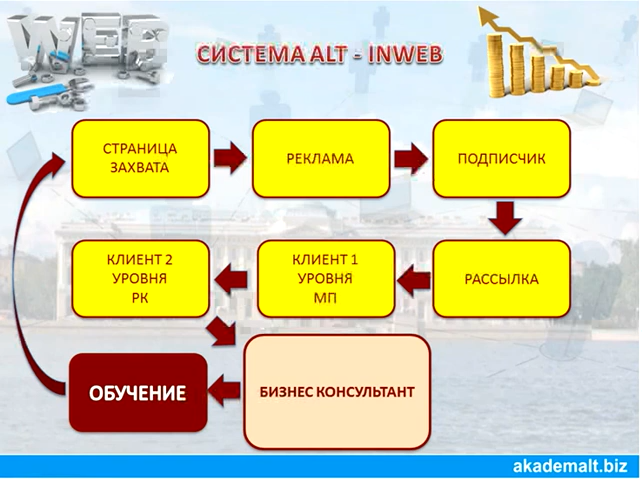 WEB
СИСТЕМА ALT - INWEB
СТРАНИЦА
ЗАХВАТА
РЕКЛАМА
ПОДПИСЧИК
КЛИЕНТ 2
УРОВНЯ
РК
КЛИЕНТ 1
УРОВНЯ
МП
РАССЫЛКА
ОБУЧЕНИЕ
БИЗНЕС КОНСУЛЬТАНТ
akademalt.biz